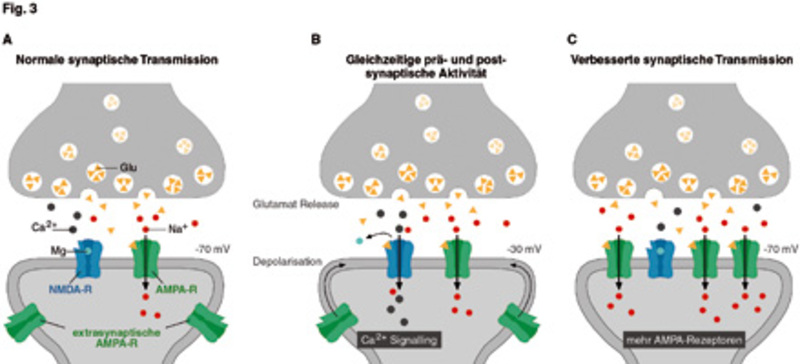 Fig. 3
A
Normale synaptische Transmission
Glu
Ca2+
Na+
Mg
-70 mV
NMDA-R
AMPA-R
extrasynaptische
AMPA-R
B
Gleichzeitige prä- und post-
synaptische Aktivität
Glutamat Release
-30 mV
Depolarisation
Ca2+ Signalling
C
Verbesserte synaptische Transmission
-70 mV
mehr AMPA-Rezeptoren